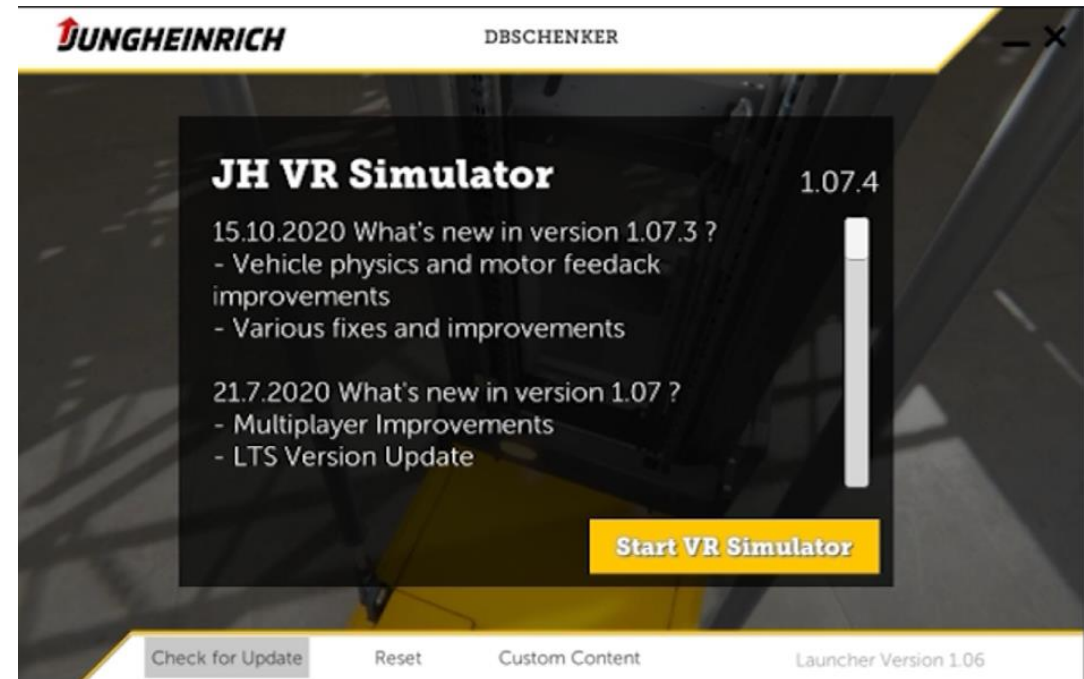 JUNGHEINRICH
DBSCHENKER
JH VR Simulator
1.07.4
15.10.2020 What's new in version 1.07.3 ?
- Vehicle physics and motor feedack
improvements
- Various fixes and improvements
21.7.2020 What's new in version 1.07 ?
- Multiplayer Improvements
- LTS Version Update
Start VR Simulator
Check for Update
Reset
Custom Content
Launcher Version 1.06